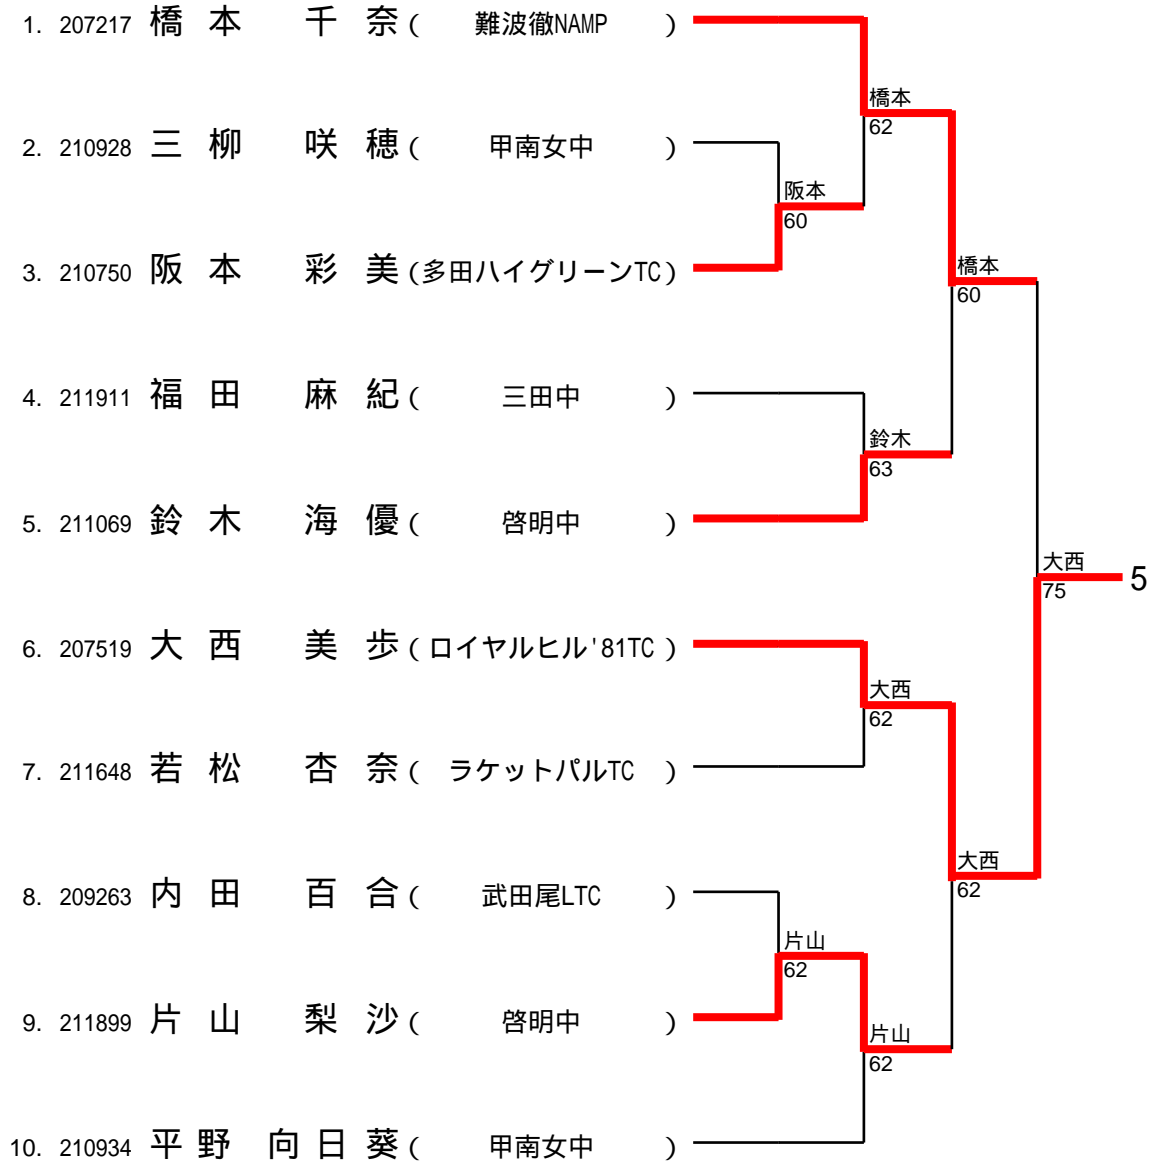 1. 207217 橋本 千奈 ( 難波徹NAMP )
橋本
62
2. 210928 三柳 咲穂 ( 甲南女中 )
阪本
60
3. 210750 阪本 彩美 (多田ハイグリーンTC)
橋本
60
4. 211911 福田 麻紀 ( 三田中 )
鈴木
63
5. 211069 鈴木 海優 ( 啓明中 )
大西
75
5
6. 207519 大西 美歩 ( ロイヤルヒル'81TC )
大西
62
7. 211648 若松 杏奈 ( ラケットパルTC )
大西
62
8. 209263 内田 百合 ( 武田尾LTC )
片山
62
9. 211899 片山 梨沙 ( 啓明中 )
片山
62
10. 210934 平野 向日葵 ( 甲南女中 )